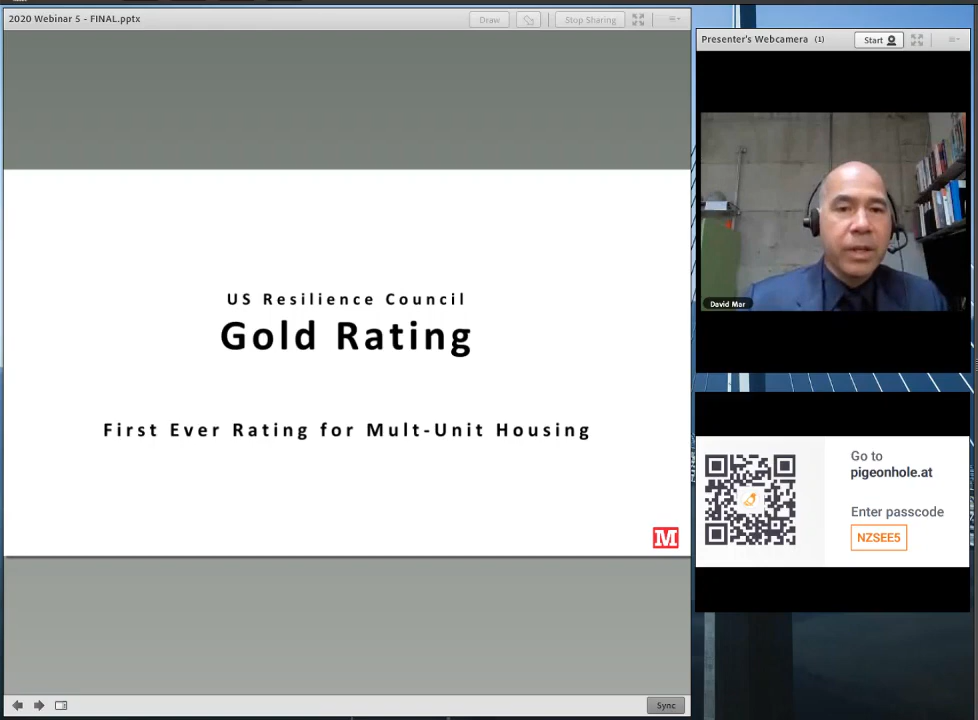 2020 Webinar 5 - FINAL.pptx
Draw
Stop Sharing
US Resilience Council
Gold Rating
First Ever Rating for Mult-Unit Housing
M
Sync
Presenter's Webcamera (1)
Start
David Mar
Go to
pigeonhole.at
Enter passcode
NZSEE5